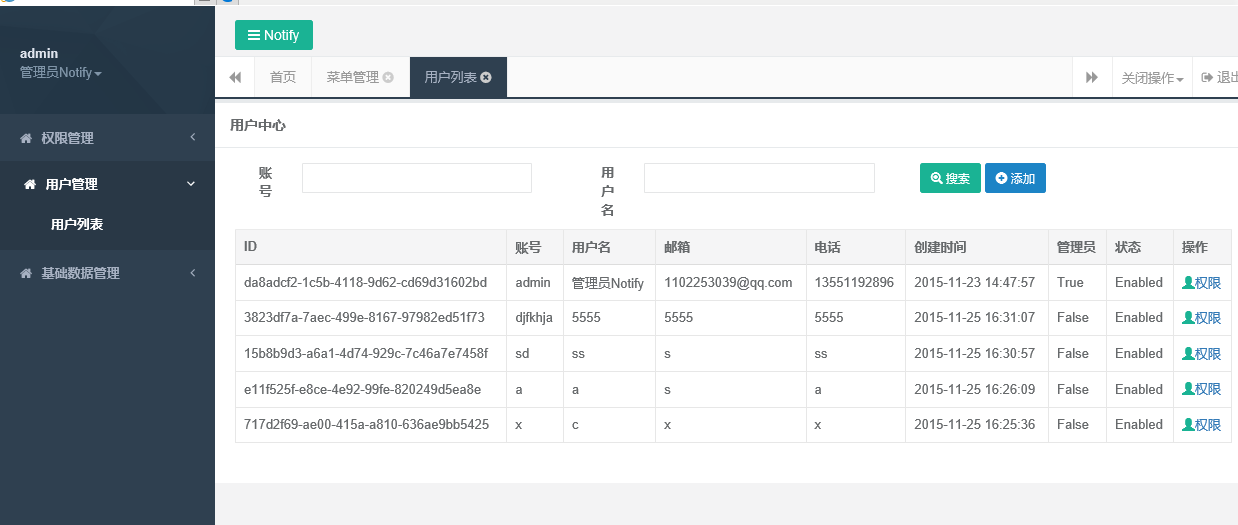 admin
管理员Notify
权限管理
用户管理
用户列表
基础数据管理
Notify
首页 菜单管理 用户列表 关闭操作 退出
用户中心
账号 用户名 搜索 添加
ID 账号 用户名 邮箱 电话 创建时间 管理员 状态 操作
da8adcf2-1c5b-4118-9d62-cd69d31602bd admin 管理员Notify 1102253039@qq.com 13551192896 2015-11-23 14:47:57 True Enabled 权限
3823df7a-7aec-499e-8167-97982ed51f73 djfkhja 5555 5555 5555 2015-11-25 16:31:07 False Enabled 权限
15b8b9d3-a6a1-4d74-929c-7c46a7e7458f sd ss s ss 2015-11-25 16:30:57 False Enabled 权限
e11f525f-e8ce-4e92-99fe-820249d5ea8e a a s a 2015-11-25 16:26:09 False Enabled 权限
717d2f69-ae00-415a-a810-636ae9bb5425 x c x x 2015-11-25 16:25:36 False Enabled 权限